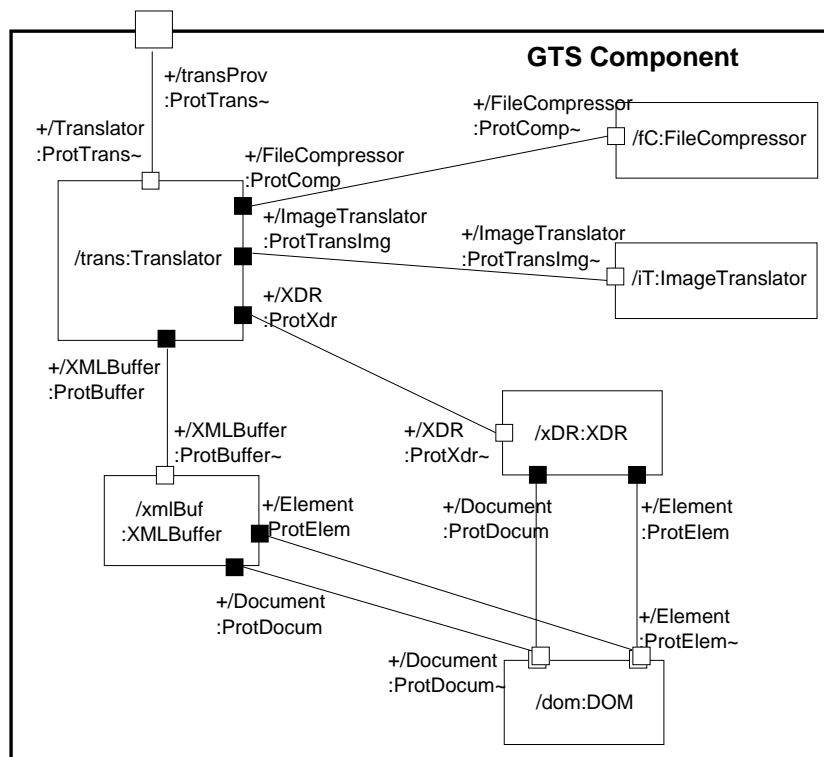 GTS Component
+/transProv
:ProtTrans~
+/Translator
:ProtTrans~
+/FileCompressor
:ProtComp~
/fC:FileCompressor
+/FileCompressor
:ProtComp
+/ImageTranslator
:ProtTransImg
/trans:Translator
+/ImageTranslator
:ProtTransImg~
/iT:ImageTranslator
+/XDR
:ProtXdr
+/XMLBuffer
:ProtBuffer
+/XMLBuffer
:ProtBuffer~
+/XDR
:ProtXdr~
/xDR:XDR
/xmlBuf
:XMLBuffer
+/Element
:ProtElem
+/Document
:ProtDocum
+/Element
:ProtElem
+/Document
:ProtDocum
+/Element
:ProtElem~
+/Document
:ProtDocum~
/dom:DOM